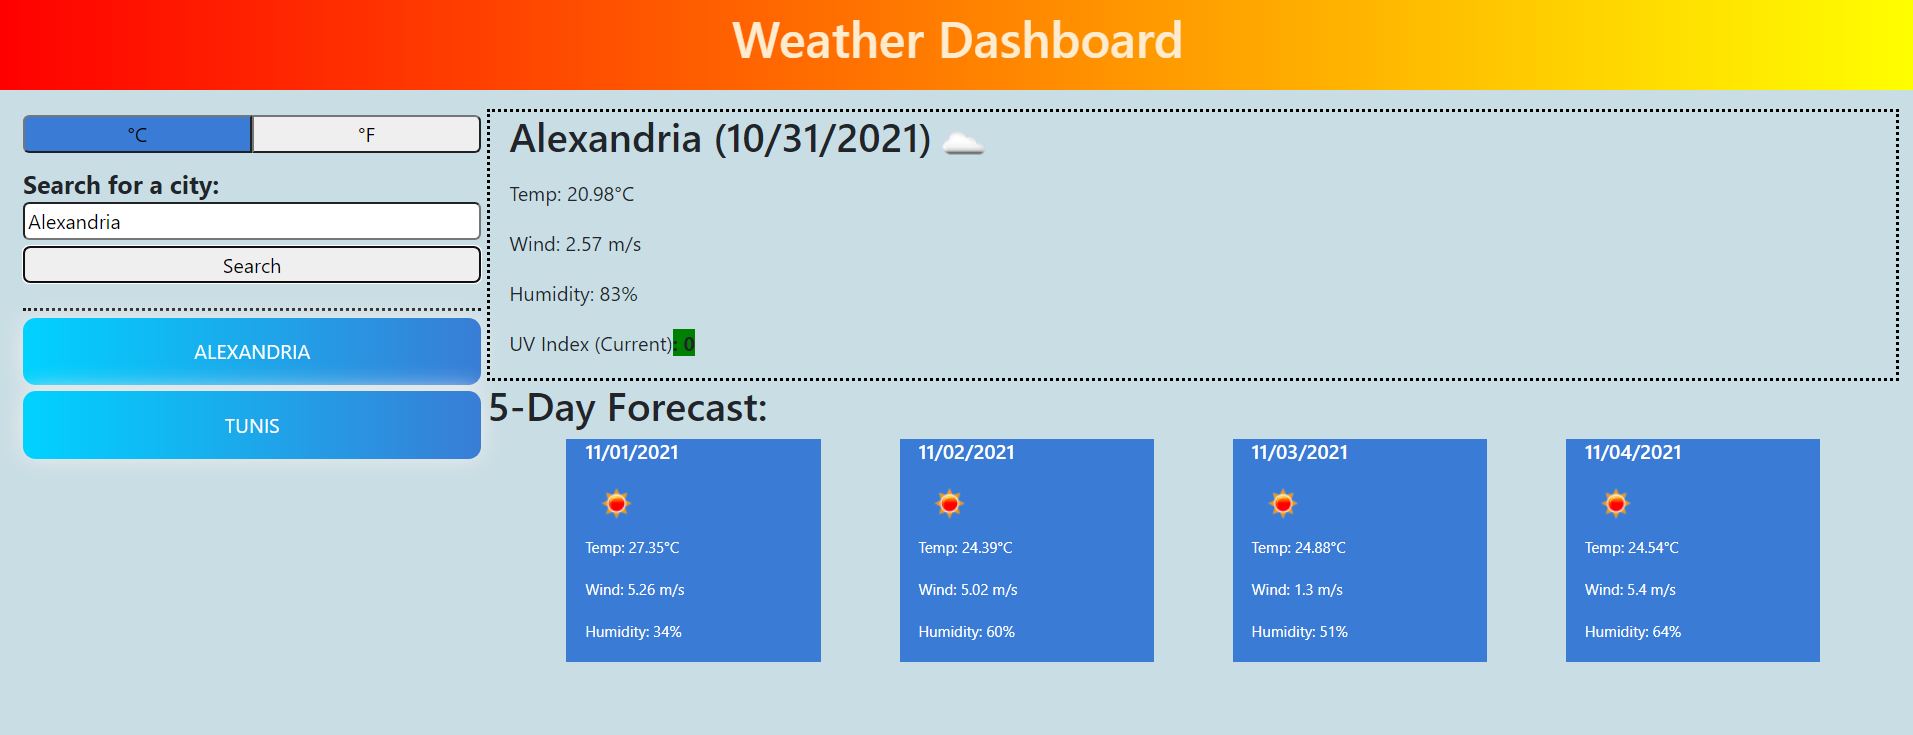 Weather Dashboard
°C
°F
Search for a city:
Alexandria
Search
ALEXANDRIA
TUNIS
Alexandria (10/31/2021)
Temp: 20.98°C
Wind: 2.57 m/s
Humidity: 83%
UV Index (Current): 0
5-Day Forecast:
11/01/2021
Temp: 27.35°C
Wind: 5.26 m/s
Humidity: 34%
11/02/2021
Temp: 24.39°C
Wind: 5.02 m/s
Humidity: 60%
11/03/2021
Temp: 24.88°C
Wind: 1.3 m/s
Humidity: 51%
11/04/2021
Temp: 24.54°C
Wind: 5.4 m/s
Humidity: 64%